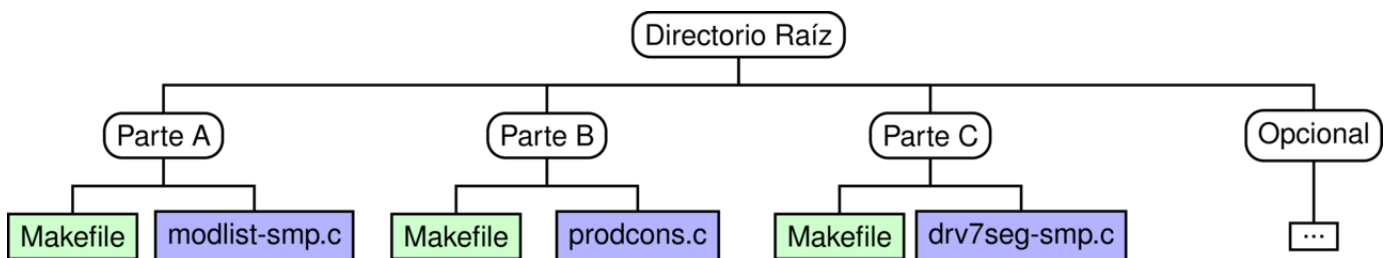 Directorio Raíz
Parte A
Parte B
Parte C
Opcional
Makefile
modlist-smp.c
Makefile
prodcons.c
Makefile
drv7seg-smp.c
...